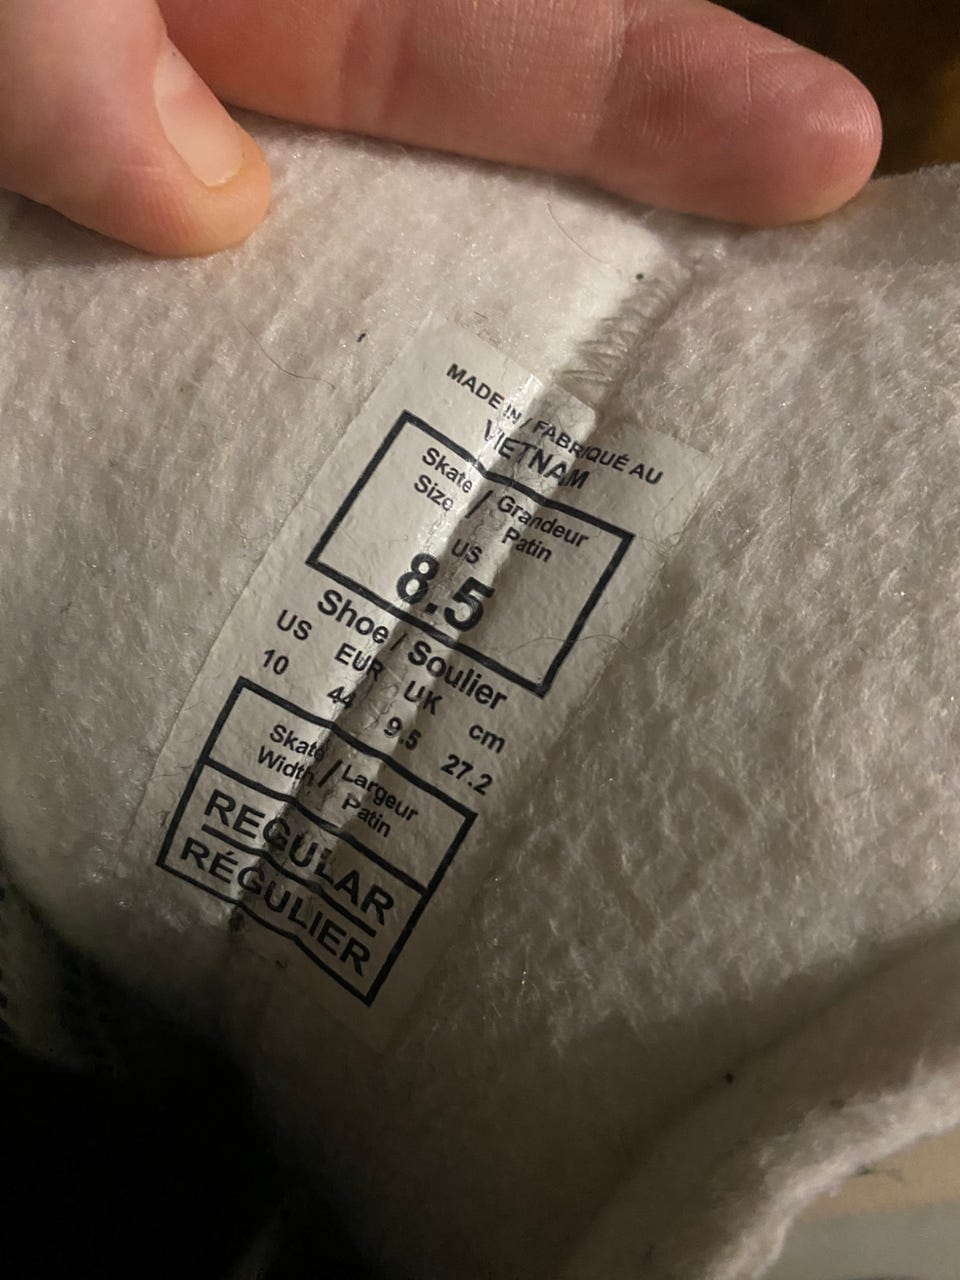 MADE IN / FABRIQUÉ AU
VIETNAM
Skate / Grandeur
Size Patin
US
8.5
Shoe / Soulier
US EUR UK cm
10 44 9.5 27.2
Skate / Largeur
Width Patin
REGULAR
RÉGULIER